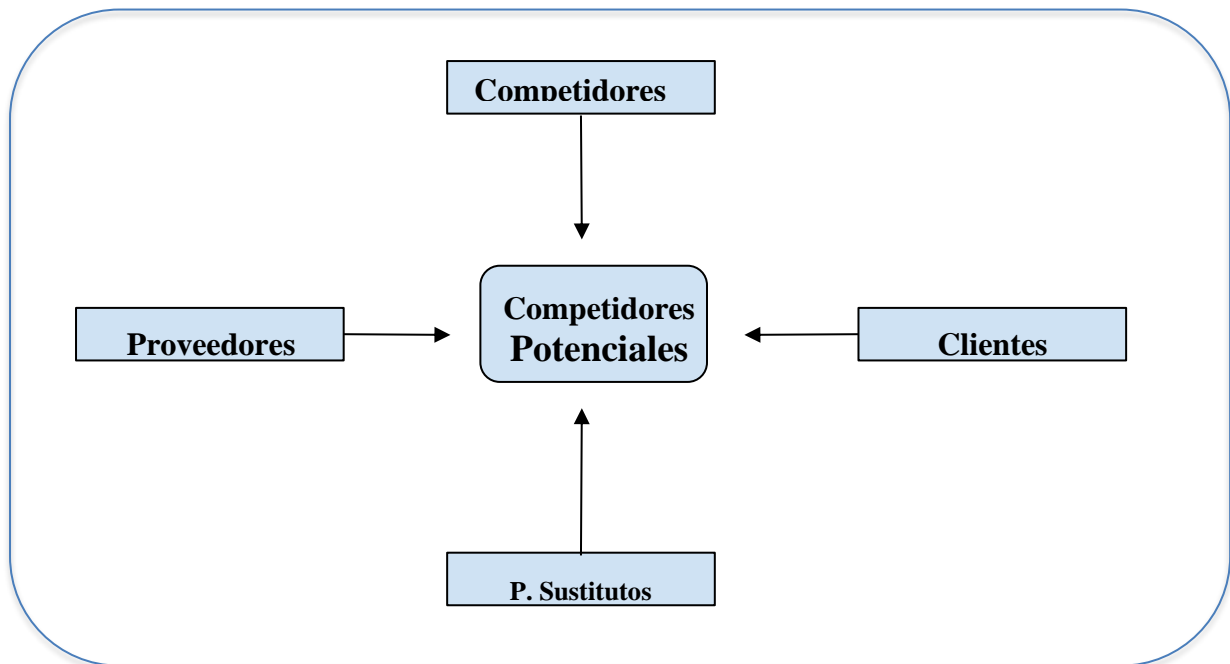 Competidores
Competidores
Potenciales
Proveedores
Clientes
P. Sustitutos